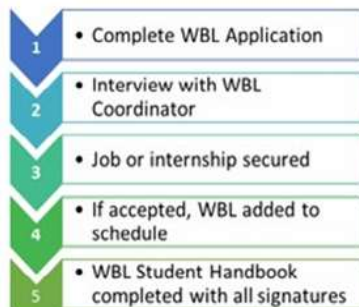 1
• Complete WBL Application
2
• Interview with WBL
Coordinator
3
• Job or internship secured
4
• If accepted, WBL added to
schedule
5
• WBL Student Handbook
completed with all signatures